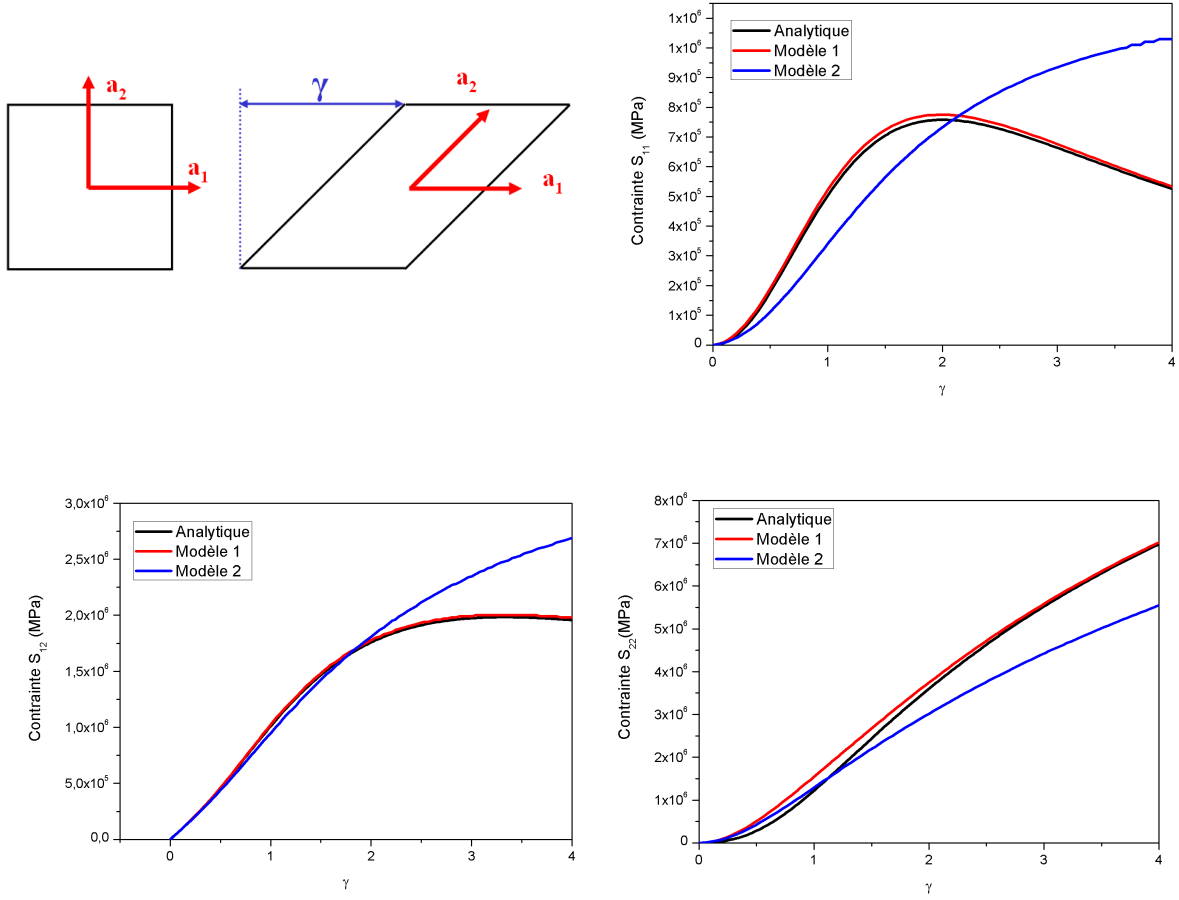 a2
a1
γ
a2
a1
Analytique
Modèle 1
Modèle 2
Contrainte S11 (MPa)
1x10^6
1x10^6
9x10^5
8x10^5
7x10^5
6x10^5
5x10^5
4x10^5
3x10^5
2x10^5
1x10^5
0
0 1 2 3 4
γ
Analytique
Modèle 1
Modèle 2
Contrainte S12 (MPa)
3,0x10^6
2,5x10^6
2,0x10^6
1,5x10^6
1,0x10^6
5,0x10^5
0,0
0 1 2 3 4
γ
Analytique
Modèle 1
Modèle 2
Contrainte S22(MPa)
8x10^6
7x10^6
6x10^6
5x10^6
4x10^6
3x10^6
2x10^6
1x10^6
0
0 1 2 3 4
γ